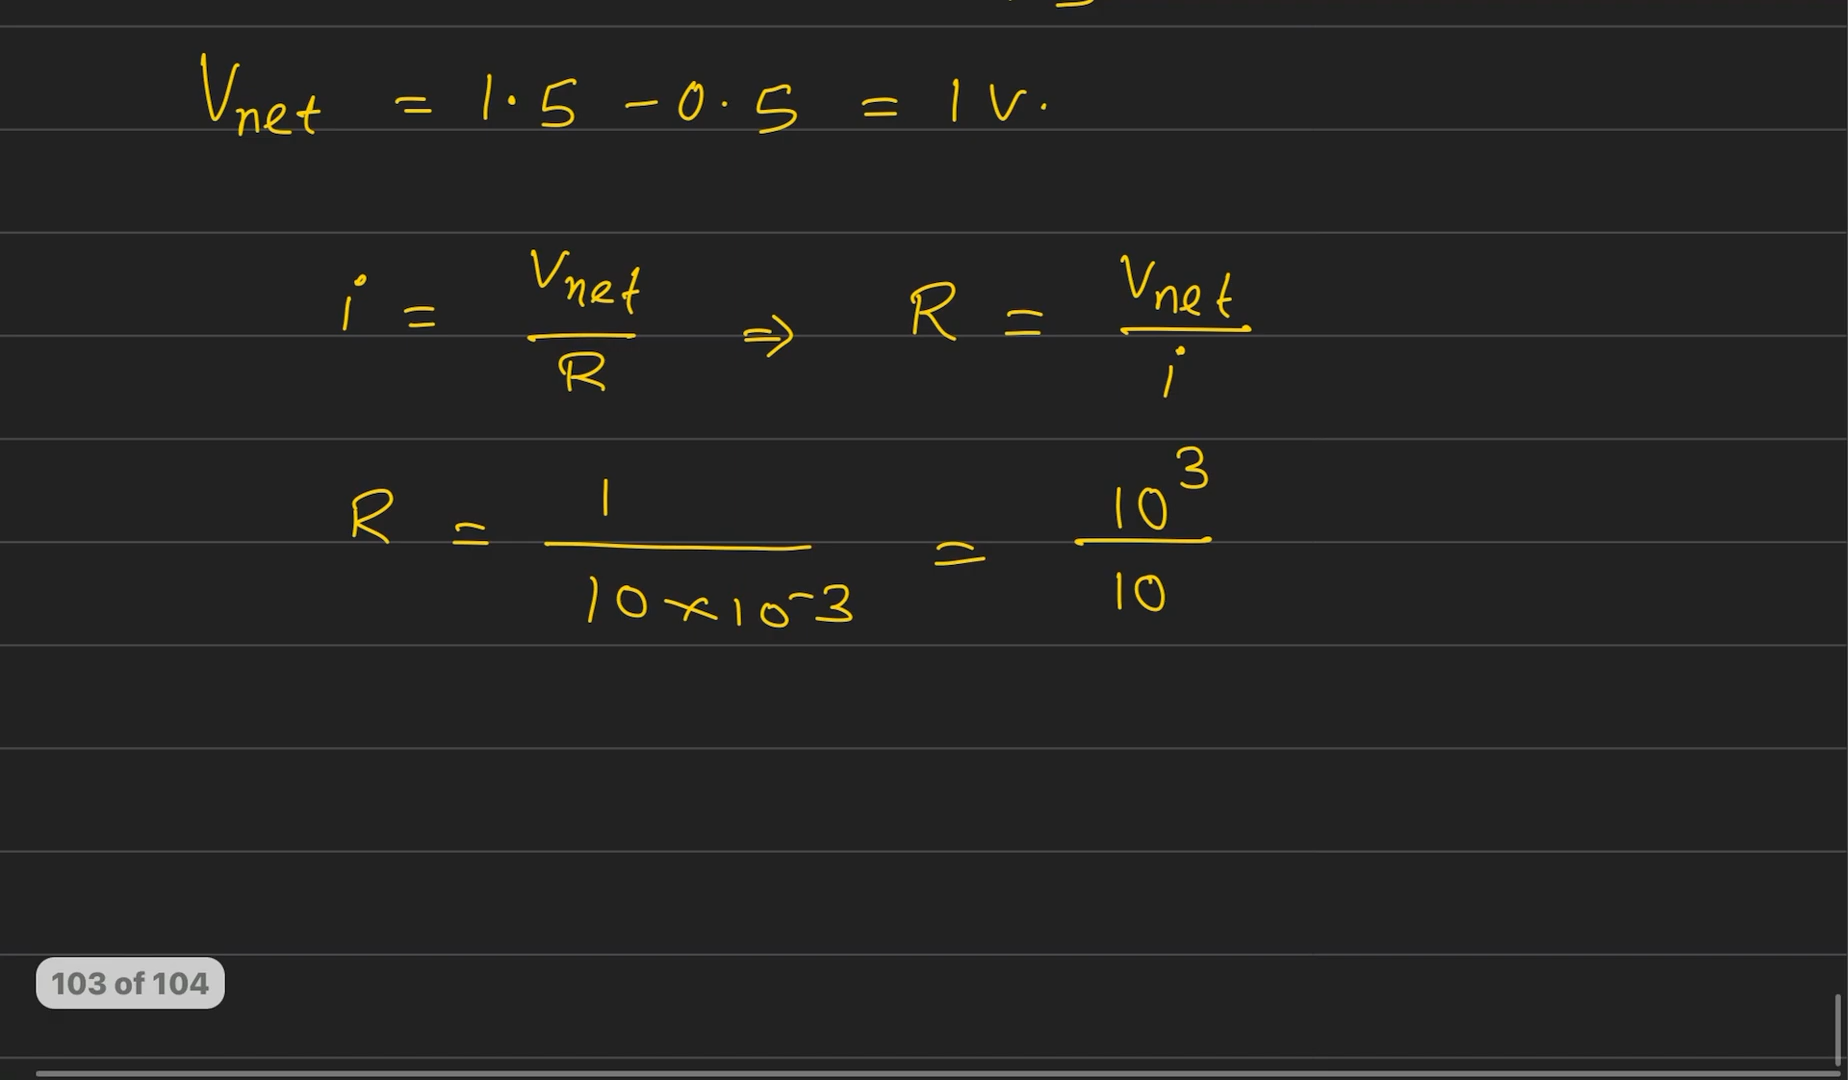 Vnet = 1.5 - 0.5 = 1 V.
i = Vnet / R ⇒ R = Vnet / i
R = 1 / 10×10⁻³ = 10³ / 10
103 of 104